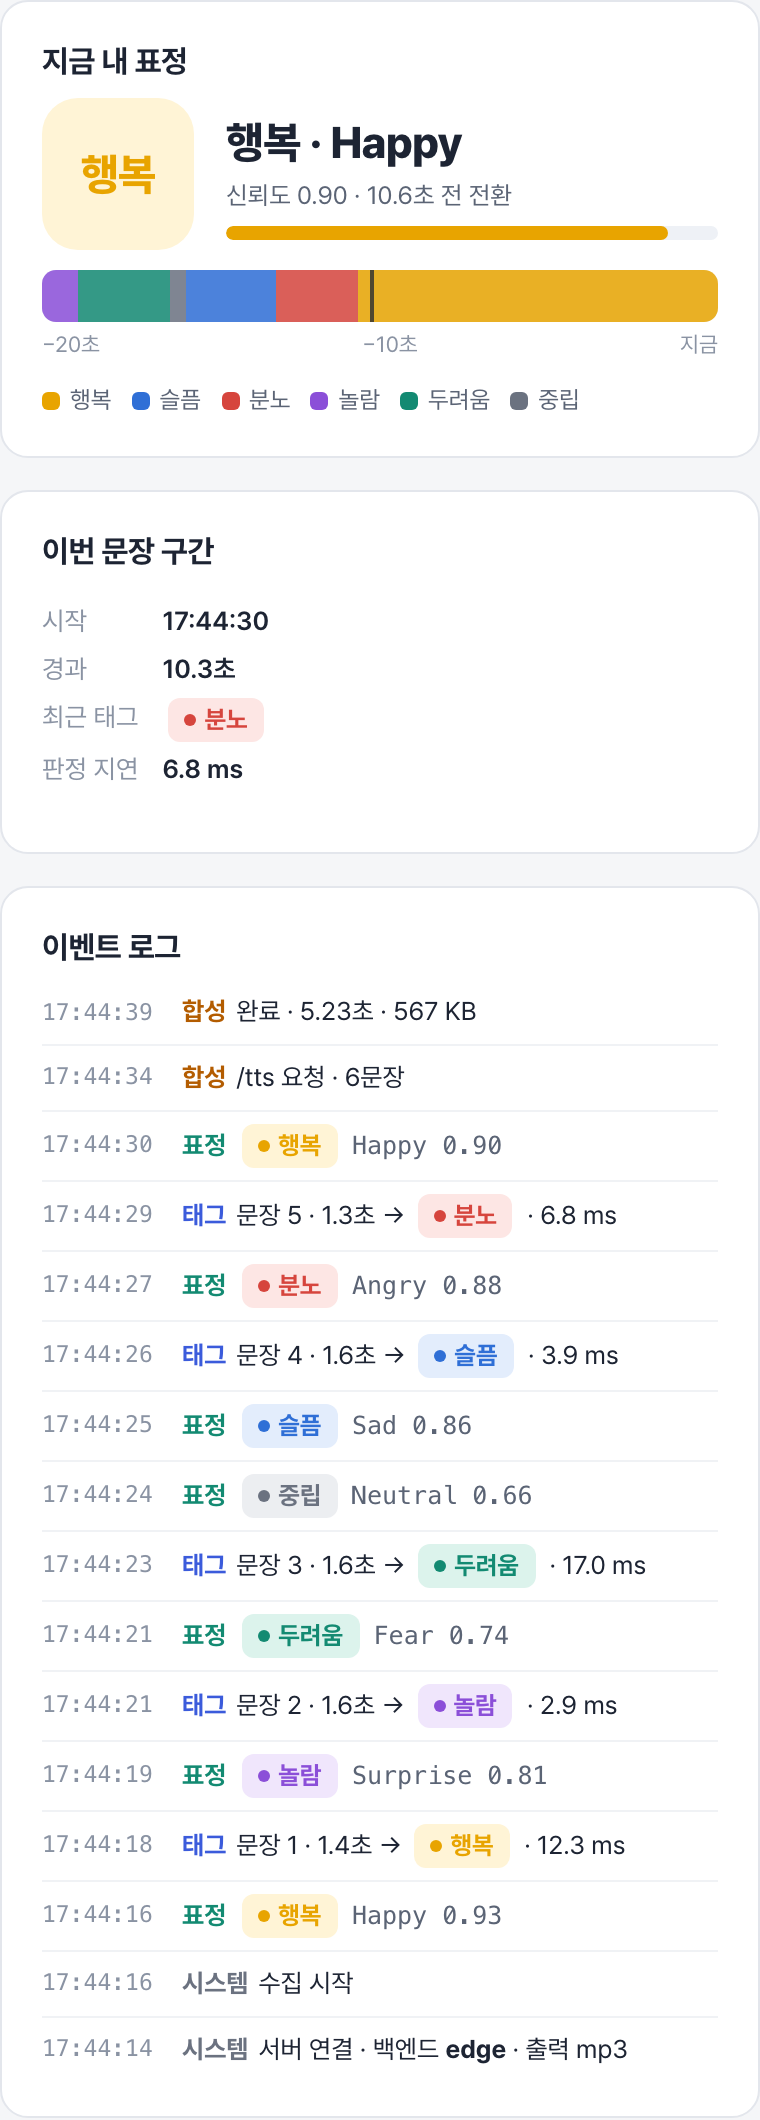 지금 내 표정
행복
행복 · Happy
신뢰도 0.90 · 10.6초 전 전환
−20초 −10초 지금
행복 슬픔 분노 놀람 두려움 중립
이번 문장 구간
시작 17:44:30
경과 10.3초
최근 태그 분노
판정 지연 6.8 ms
이벤트 로그
17:44:39 합성 완료 · 5.23초 · 567 KB
17:44:34 합성 /tts 요청 · 6문장
17:44:30 표정 행복 Happy 0.90
17:44:29 태그 문장 5 · 1.3초 → 분노 · 6.8 ms
17:44:27 표정 분노 Angry 0.88
17:44:26 태그 문장 4 · 1.6초 → 슬픔 · 3.9 ms
17:44:25 표정 슬픔 Sad 0.86
17:44:24 표정 중립 Neutral 0.66
17:44:23 태그 문장 3 · 1.6초 → 두려움 · 17.0 ms
17:44:21 표정 두려움 Fear 0.74
17:44:21 태그 문장 2 · 1.6초 → 놀람 · 2.9 ms
17:44:19 표정 놀람 Surprise 0.81
17:44:18 태그 문장 1 · 1.4초 → 행복 · 12.3 ms
17:44:16 표정 행복 Happy 0.93
17:44:16 시스템 수집 시작
17:44:14 시스템 서버 연결 · 백엔드 edge · 출력 mp3